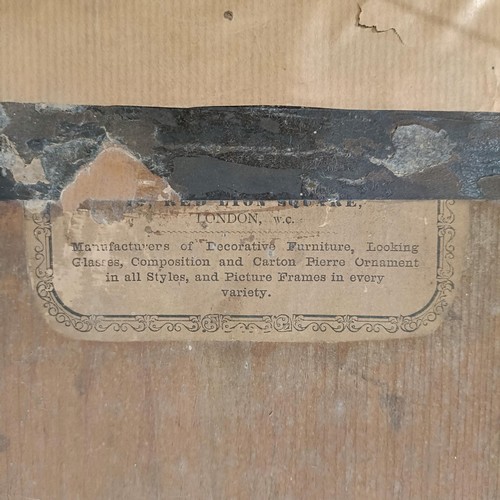 RED LION SQUARE,
LONDON, W.C.
Manufacturers of Decorative Furniture, Looking
Glasses, Composition and Carton Pierre Ornament
in all Styles, and Picture Frames in every
variety.